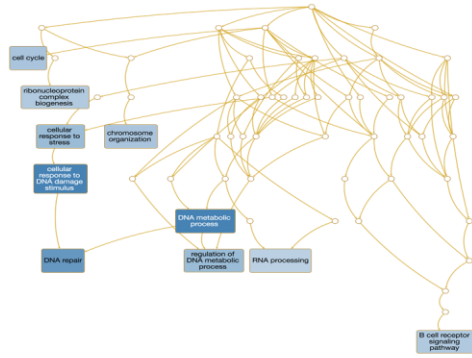 cell cycle
ribonucleoprotein
complex
biogenesis
cellular
response to
stress
chromosome
organization
cellular
response to
DNA damage
stimulus
DNA metabolic
process
DNA repair
regulation of
DNA metabolic
process
RNA processing
B cell receptor
signaling
pathway